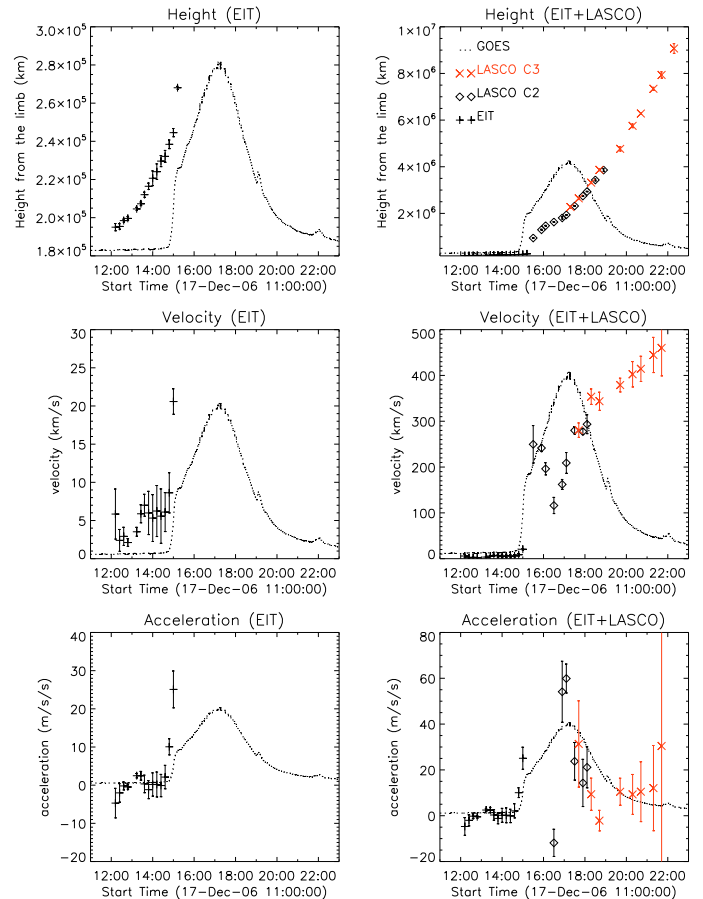 Height (EIT)
Height from the limb (km)
3.0×10⁵
2.8×10⁵
2.6×10⁵
2.4×10⁵
2.2×10⁵
2.0×10⁵
1.8×10⁵
12:00 14:00 16:00 18:00 20:00 22:00
Start Time (17-Dec-06 11:00:00)
Height (EIT+LASCO)
Height from the limb (km)
1×10⁷
8×10⁶
6×10⁶
4×10⁶
2×10⁶
GOES
LASCO C3
LASCO C2
EIT
12:00 14:00 16:00 18:00 20:00 22:00
Start Time (17-Dec-06 11:00:00)
Velocity (EIT)
velocity (km/s)
30
25
20
15
10
5
0
12:00 14:00 16:00 18:00 20:00 22:00
Start Time (17-Dec-06 11:00:00)
Velocity (EIT+LASCO)
velocity (km/s)
500
400
300
200
100
0
12:00 14:00 16:00 18:00 20:00 22:00
Start Time (17-Dec-06 11:00:00)
Acceleration (EIT)
acceleration (m/s/s)
40
30
20
10
0
-10
-20
12:00 14:00 16:00 18:00 20:00 22:00
Start Time (17-Dec-06 11:00:00)
Acceleration (EIT+LASCO)
acceleration (m/s/s)
80
60
40
20
0
-20
12:00 14:00 16:00 18:00 20:00 22:00
Start Time (17-Dec-06 11:00:00)